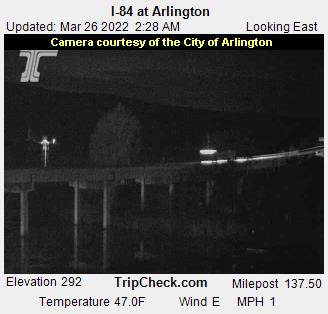 I-84 at Arlington
Updated: Mar 26 2022 2:28 AM Looking East
Camera courtesy of the City of Arlington
Elevation 292 TripCheck.com Milepost 137.50
Temperature 47.0F Wind E MPH 1